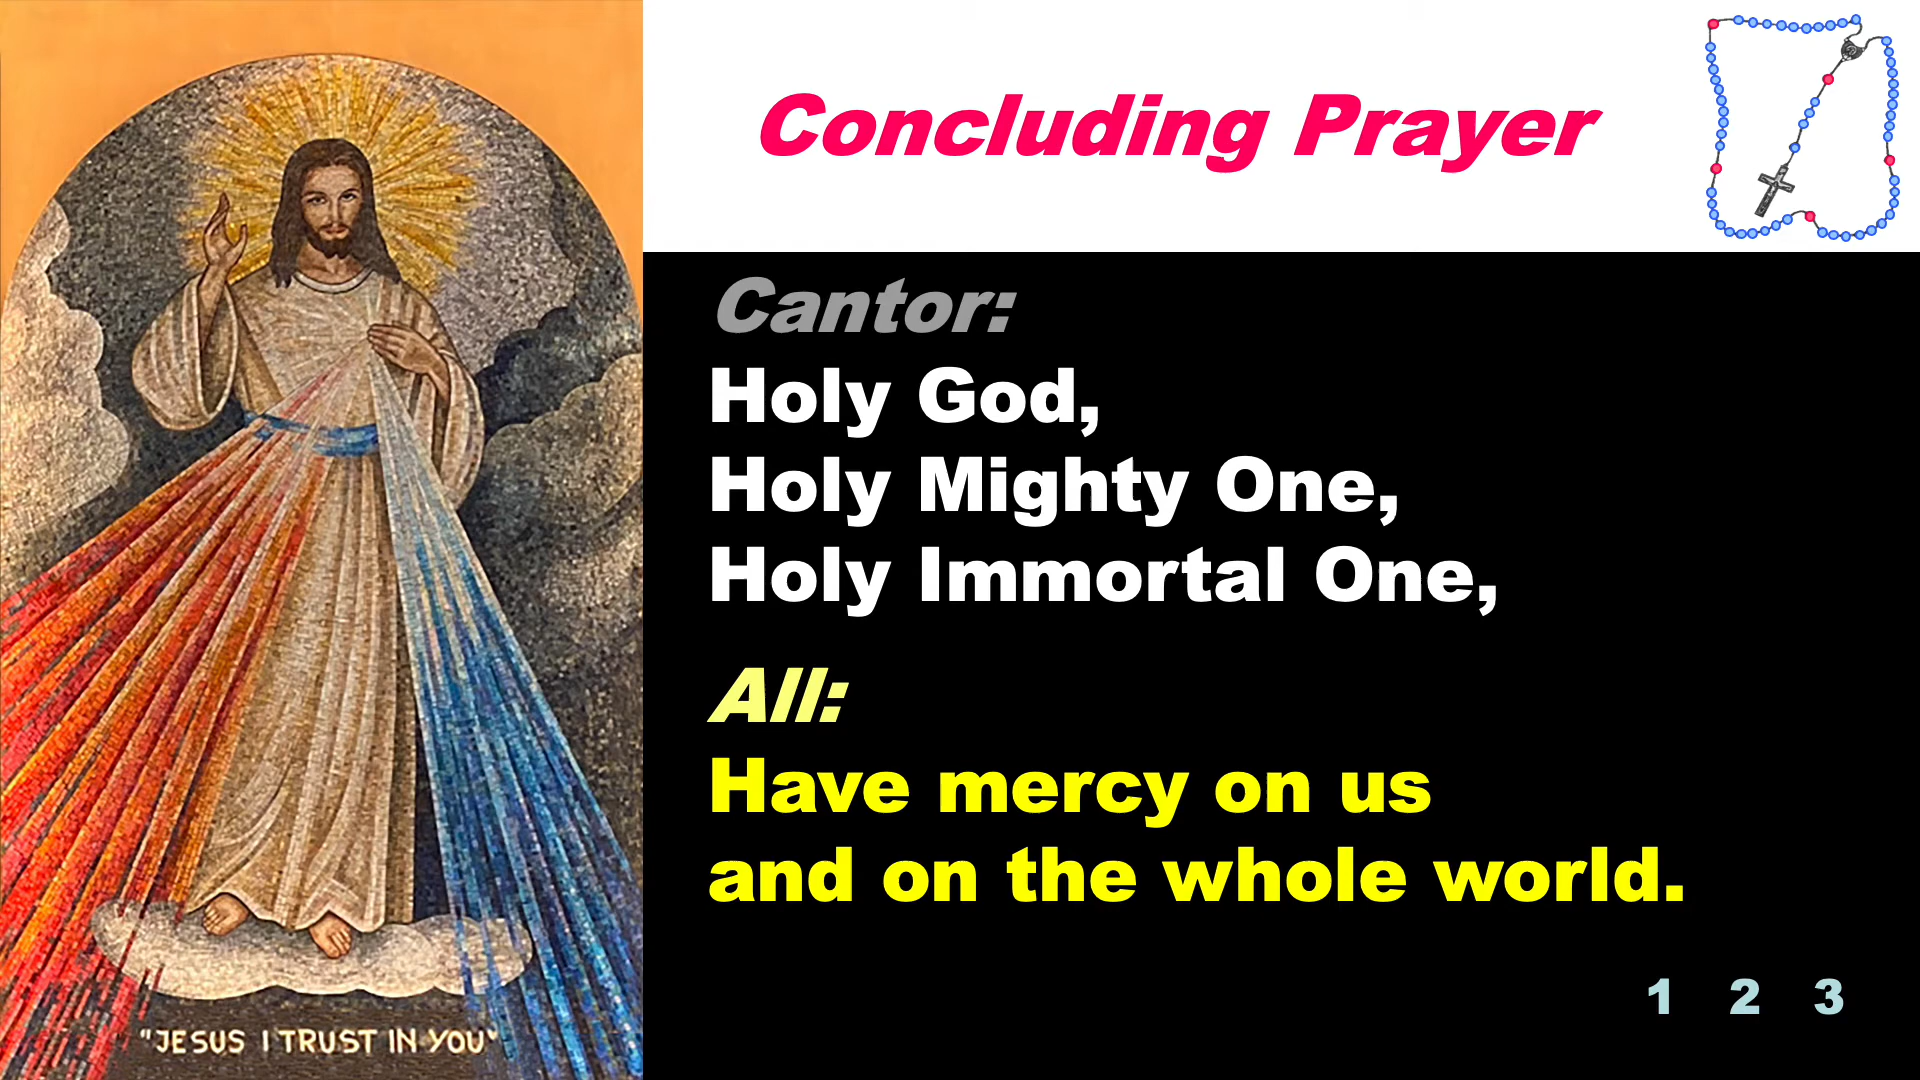 Concluding Prayer
Cantor:
Holy God,
Holy Mighty One,
Holy Immortal One,
All:
Have mercy on us
and on the whole world.
1 2 3
"JESUS I TRUST IN YOU"